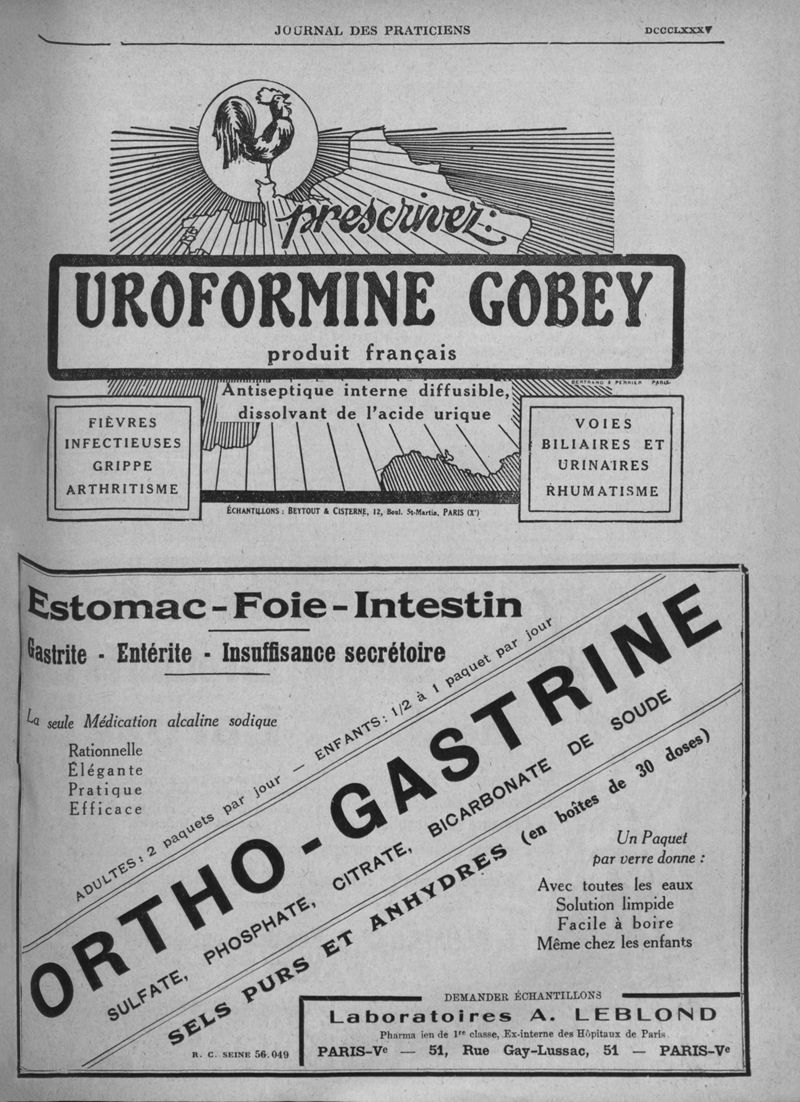 JOURNAL DES PRATICIENS
DCCCLXXXV
prescrivez:
UROFORMINE GOBEY
produit français
BERTRAND & PERRIER PARIS
Antiseptique interne diffusible,
dissolvant de l'acide urique
FIÈVRES
INFECTIEUSES
GRIPPE
ARTHRITISME
VOIES
BILIAIRES ET
URINAIRES
RHUMATISME
ÉCHANTILLONS : BEYTOUT & CISTERNE, 12, Boul. St-Martin, PARIS (X')
Estomac-Foie-Intestin
Gastrite - Entérite - Insuffisance secrétoire
La seule Médication alcaline sodique
Rationnelle
Élégante
Pratique
Efficace
ADULTES: 2 paquets par jour — ENFANTS: 1/2 à 1 paquet par jour
ORTHO-GASTRINE
SULFATE, PHOSPHATE, CITRATE, BICARBONATE DE SOUDE
SELS PURS ET ANHYDRES (en boîtes de 30 doses)
Un Paquet
par verre donne :
Avec toutes les eaux
Solution limpide
Facile à boire
Même chez les enfants
DEMANDER ÉCHANTILLONS
Laboratoires A. LEBLOND
Pharma ien de 1re classe, Ex-interne des Hôpitaux de Paris
PARIS-Ve — 51, Rue Gay-Lussac, 51 — PARIS-Ve
R. C. SEINE 56.049